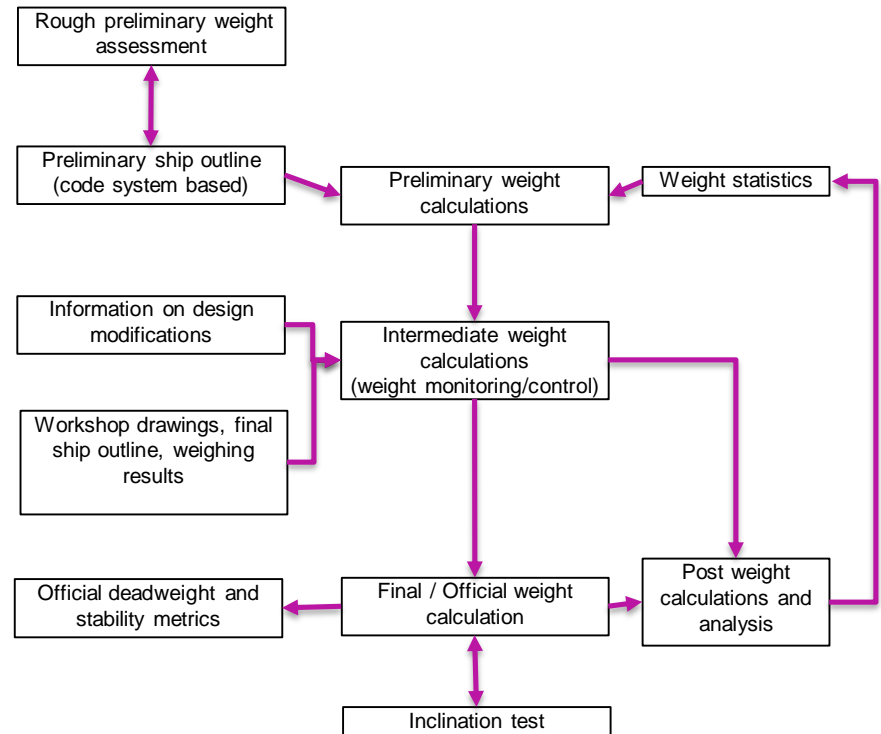 Rough preliminary weight
assessment
Preliminary ship outline
(code system based)
Preliminary weight
calculations
Weight statistics
Information on design
modifications
Intermediate weight
calculations
(weight monitoring/control)
Workshop drawings, final
ship outline, weighing
results
Official deadweight and
stability metrics
Final / Official weight
calculation
Post weight
calculations and
analysis
Inclination test